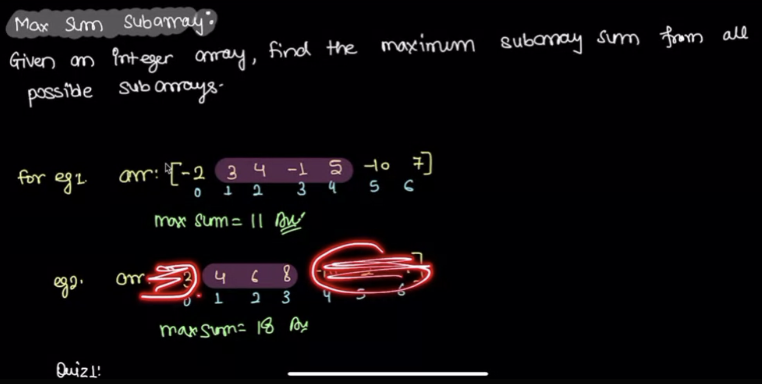 Max Sum Subarray:
Given an integer array, find the maximum subarray sum from all
possible subarrays.
for eg1. arr: [-2 3 4 -1 5 -10 7]
0 1 2 3 4 5 6
max sum = 11 Ans
eg2. arr 4 6 8 ]
0 1 2 3 4 5 6
max sum = 18 Ans
Quiz1: